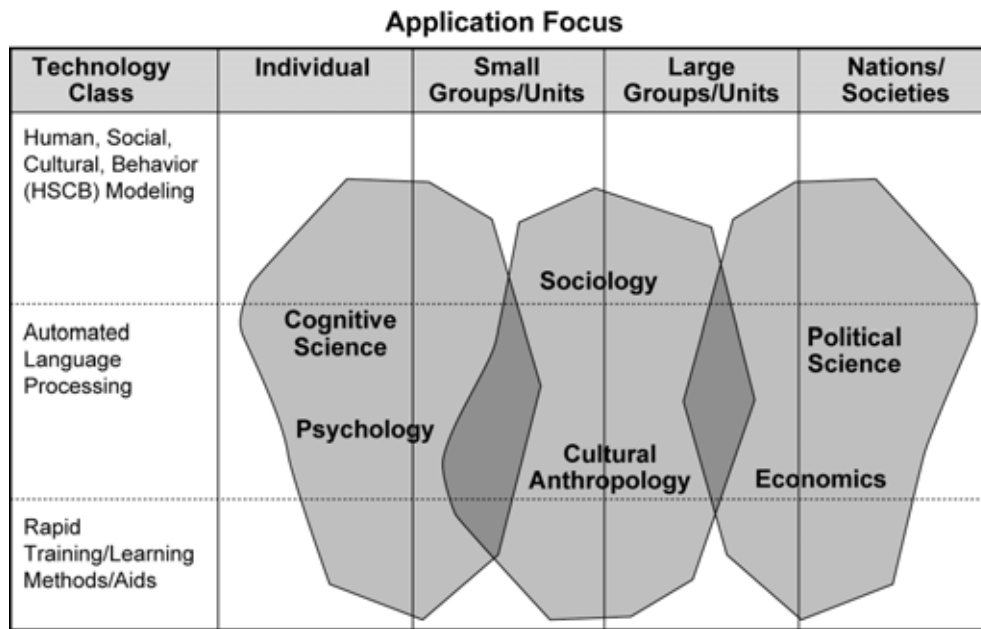 Application Focus
Technology
Class
Individual
Small
Groups/Units
Large
Groups/Units
Nations/
Societies
Human, Social,
Cultural, Behavior
(HSCB) Modeling
Sociology
Automated
Language
Processing
Cognitive
Science
Political
Science
Psychology
Cultural
Anthropology
Economics
Rapid
Training/Learning
Methods/Aids